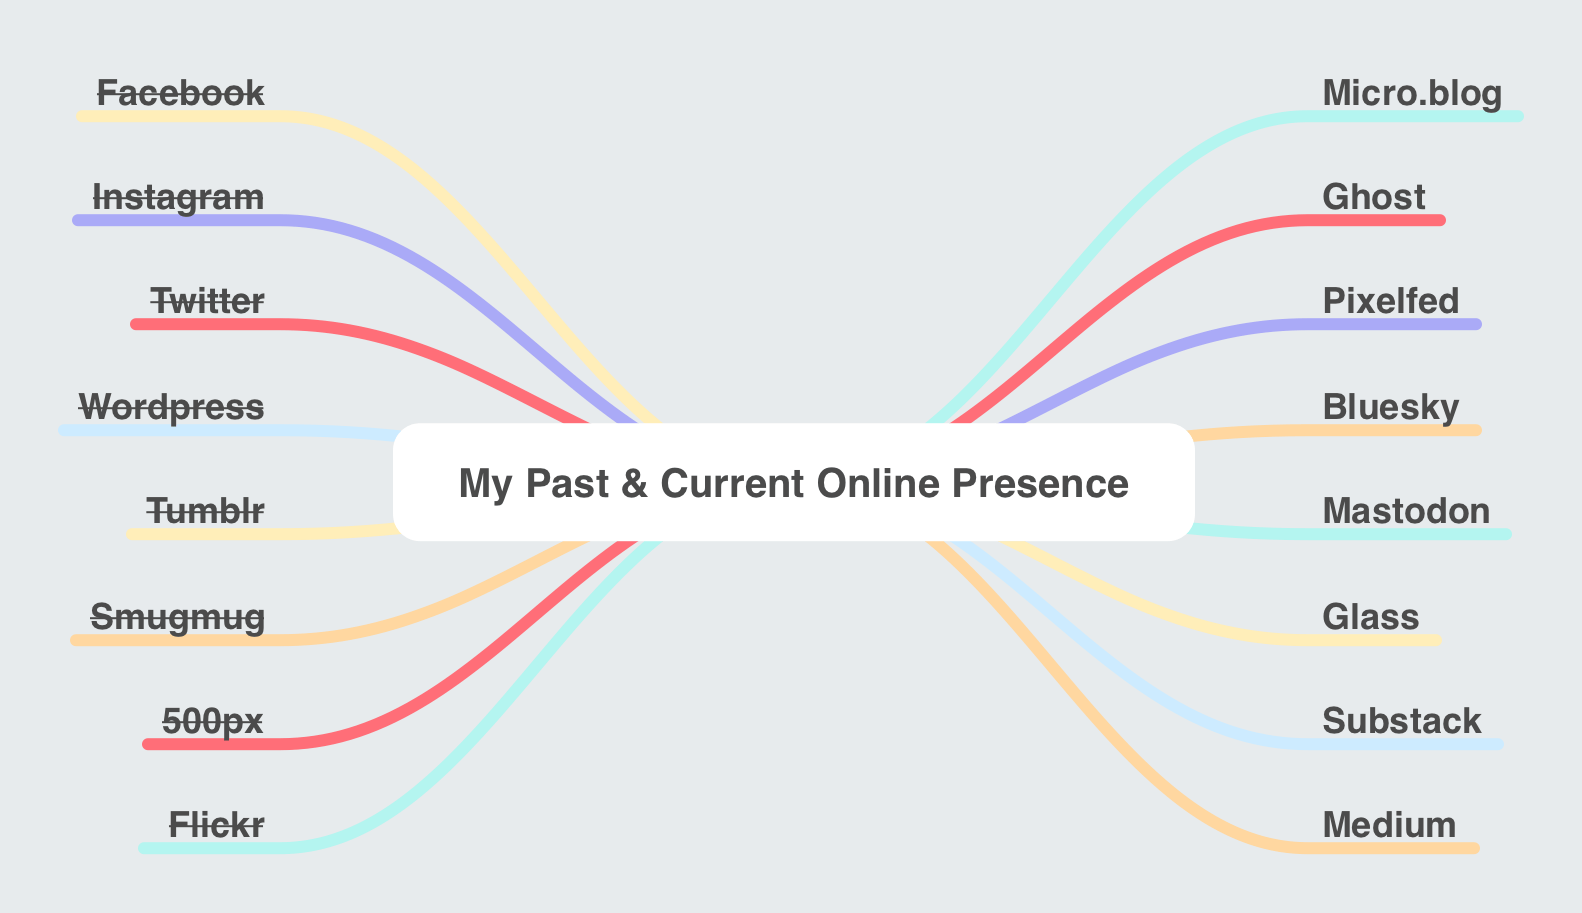 Facebook
Instagram
Twitter
Wordpress
Tumblr
Smugmug
500px
Flickr
My Past & Current Online Presence
Micro.blog
Ghost
Pixelfed
Bluesky
Mastodon
Glass
Substack
Medium